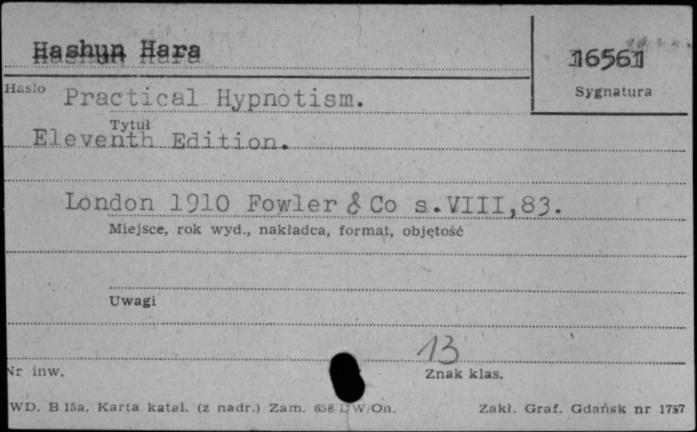 Hashun Hara
16561
Sygnatura
Hasło
Practical Hypnotism.
Tytuł
Eleventh Edition.
London 1910 Fowler & Co s.VIII,83.
Miejsce, rok wyd., nakładca, format, objętość
Uwagi
13
Nr inw.
Znak klas.
WD. B 15a. Karta katal. (z nadr.) Zam. 658 DW/On.
Zakł. Graf. Gdańsk nr 1757